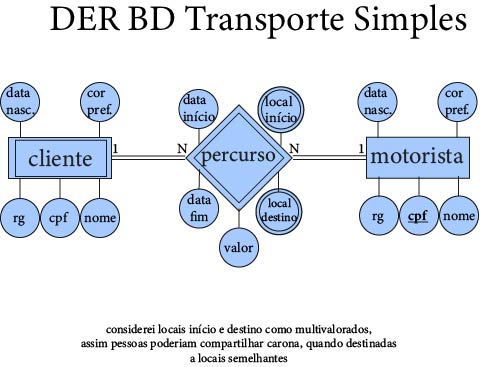 DER BD Transporte Simples
data
nasc.
cor
pref.
data
início
local
início
data
nasc.
cor
pref.
cliente
1
N
percurso
N
1
motorista
rg
cpf
nome
data
fim
local
destino
rg
cpf
nome
valor
considerei locais início e destino como multivalorados,
assim pessoas poderiam compartilhar carona, quando destinadas
a locais semelhantes